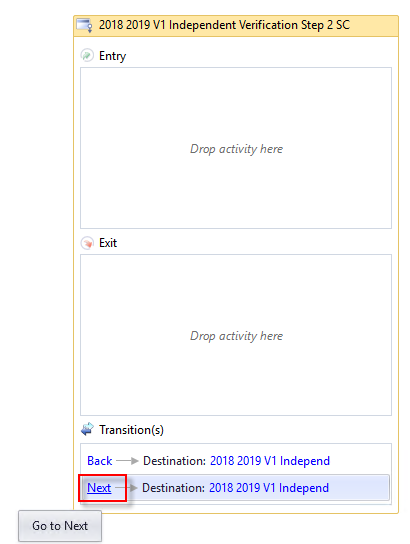 2018 2019 V1 Independent Verification Step 2 SC
Entry
Drop activity here
Exit
Drop activity here
Transition(s)
Back Destination: 2018 2019 V1 Independ
Next Destination: 2018 2019 V1 Independ
Go to Next